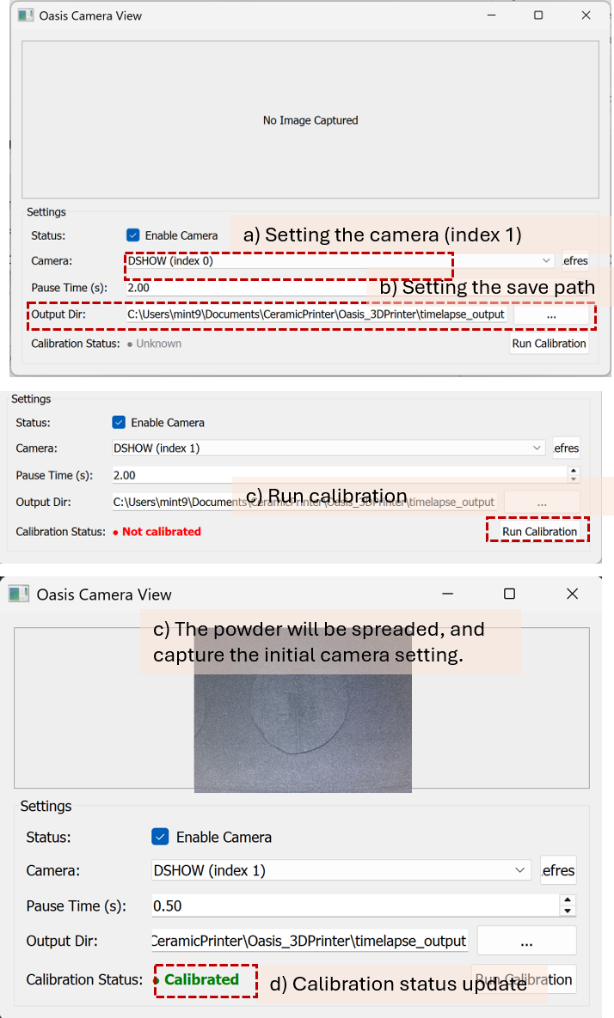 Oasis Camera View
No Image Captured
Settings
Status: Enable Camera
a) Setting the camera (index 1)
Camera: DSHOW (index 0) efres
Pause Time (s): 2.00
b) Setting the save path
Output Dir: C:\Users\mint9\Documents\CeramicPrinter\Oasis_3DPrinter\timelapse_output ...
Calibration Status: Unknown Run Calibration
Settings
Status: Enable Camera
Camera: DSHOW (index 1) efres
Pause Time (s): 2.00
c) Run calibration
Output Dir: C:\Users\mint9\Documents\CeramicPrinter\Oasis_3DPrinter\timelapse_output ...
Calibration Status: Not calibrated Run Calibration
Oasis Camera View
c) The powder will be spreaded, and
capture the initial camera setting.
Settings
Status: Enable Camera
Camera: DSHOW (index 1) efres
Pause Time (s): 0.50
Output Dir: CeramicPrinter\Oasis_3DPrinter\timelapse_output ...
Calibration Status: Calibrated Run Calibration
d) Calibration status update